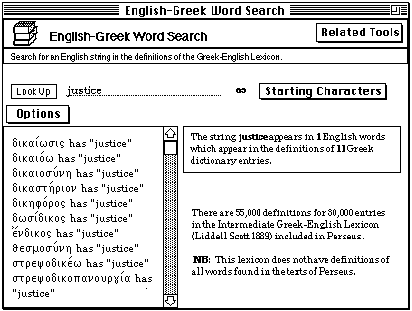 English-Greek Word Search
English-Greek Word Search
Related Tools
Search for an English string in the definitions of the Greek-English Lexicon.
Look Up justice Starting Characters
Options
δικαίωσις has "justice"
δικαιόω has "justice"
δικαιοσύνη has "justice"
δικαστήριον has "justice"
δικηφόρος has "justice"
δωσίδικος has "justice"
ἔνδικος has "justice"
θεσμοσύνη has "justice"
στρεψοδικέω has "justice"
στρεψοδικοπανουργία has
"justice"
The string justice appears in 1 English words
which appear in the definitions of 11 Greek
dictionary entries.
There are 55,000 definitions for 30,000 entries
in the Intermediate Greek-English Lexicon
(Liddell Scott 1889) included in Perseus.
NB: This lexicon does not have definitions of
all words found in the texts of Perseus.